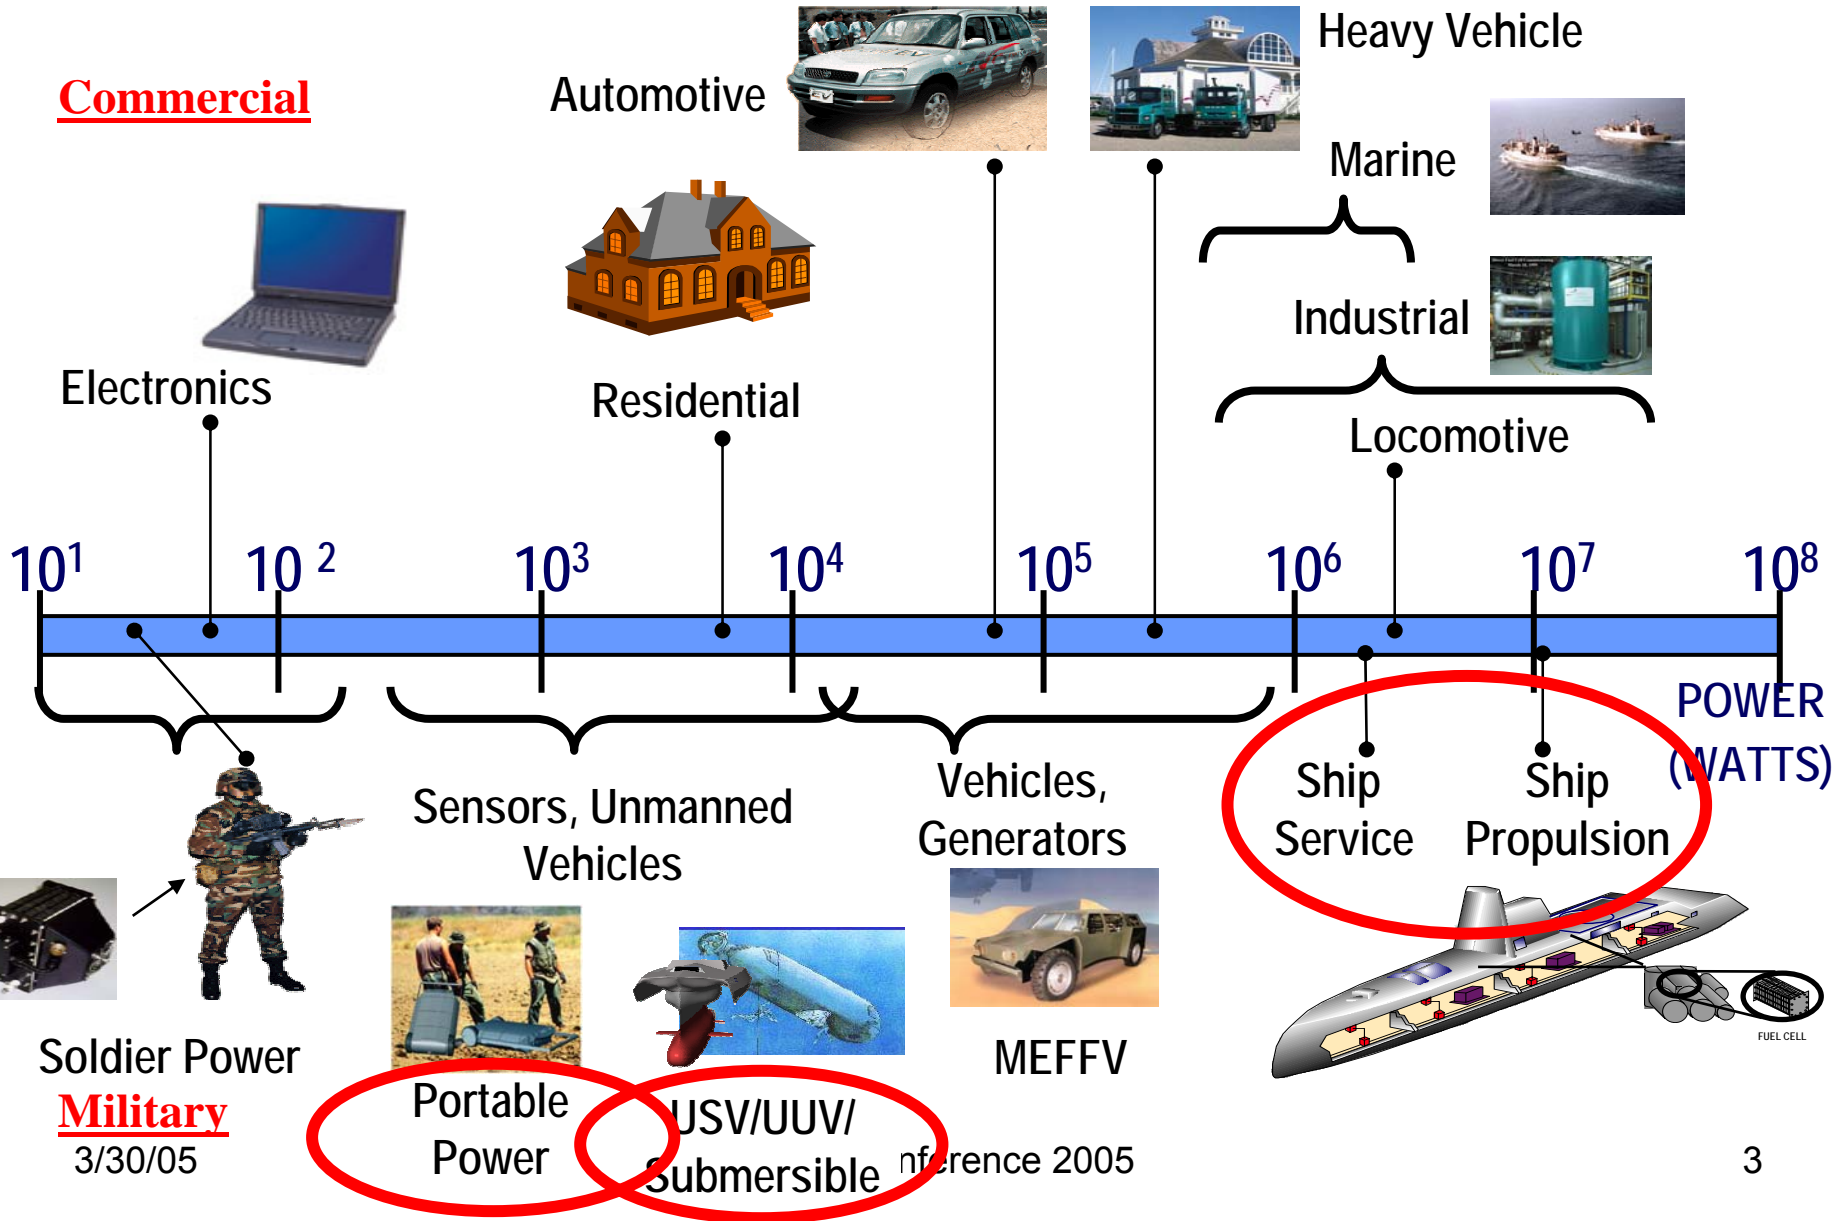 Heavy Vehicle
Commercial
Automotive
Marine
Industrial
Electronics
Residential
Locomotive
10¹ 10 ² 10³ 10⁴ 10⁵ 10⁶ 10⁷ 10⁸
POWER
(WATTS)
Sensors, Unmanned
Vehicles
Vehicles,
Generators
Ship
Service
Ship
Propulsion
FUEL CELL
Soldier Power
Military
Portable
Power
USV/UUV/
Submersible
MEFFV
3/30/05
nference 2005
3